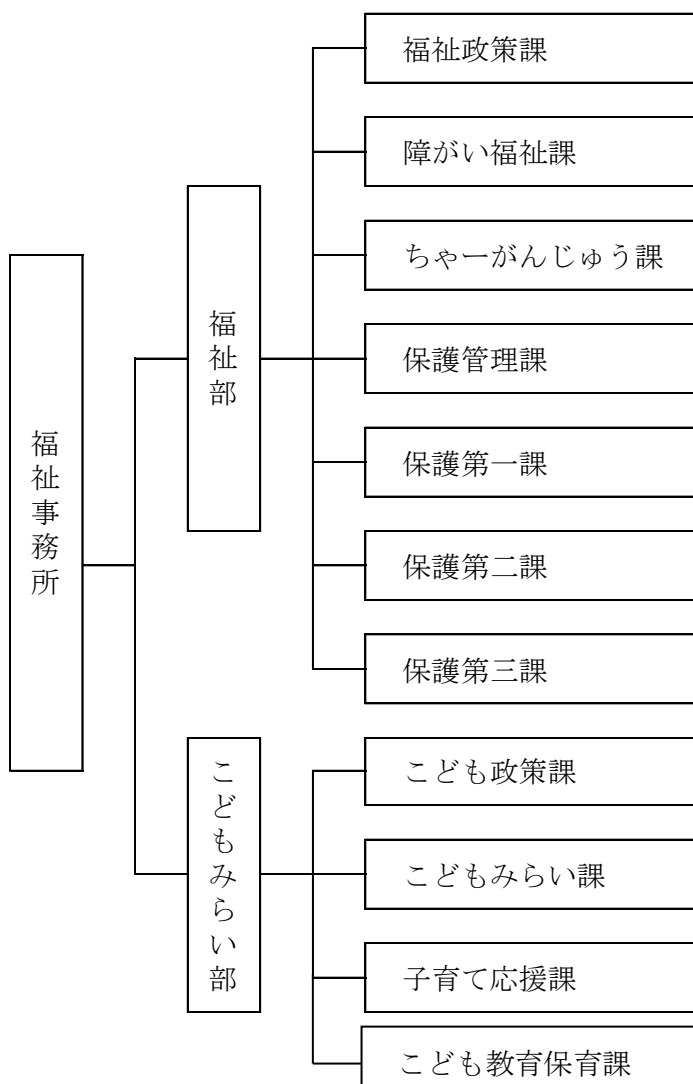 福祉事務所
福祉部
福祉政策課
障がい福祉課
ちゃーがんじゅう課
保護管理課
保護第一課
保護第二課
保護第三課
こどもみらい部
こども政策課
こどもみらい課
子育て応援課
こども教育保育課